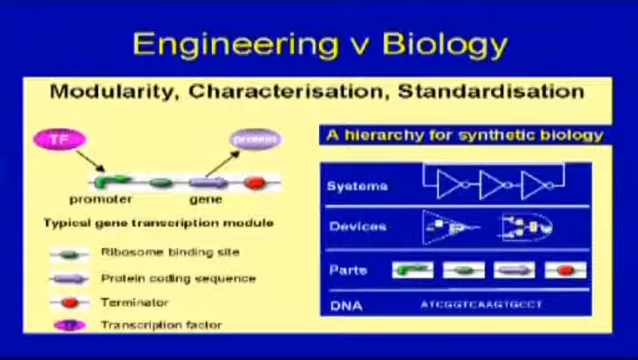 Engineering v Biology
Modularity, Characterisation, Standardisation
TF
protein
promoter
gene
Typical gene transcription module
Ribosome binding site
Protein coding sequence
Terminator
TF
Transcription factor
A hierarchy for synthetic biology
Systems
Devices
Parts
DNA
ATCGGTCAAGTGCCT